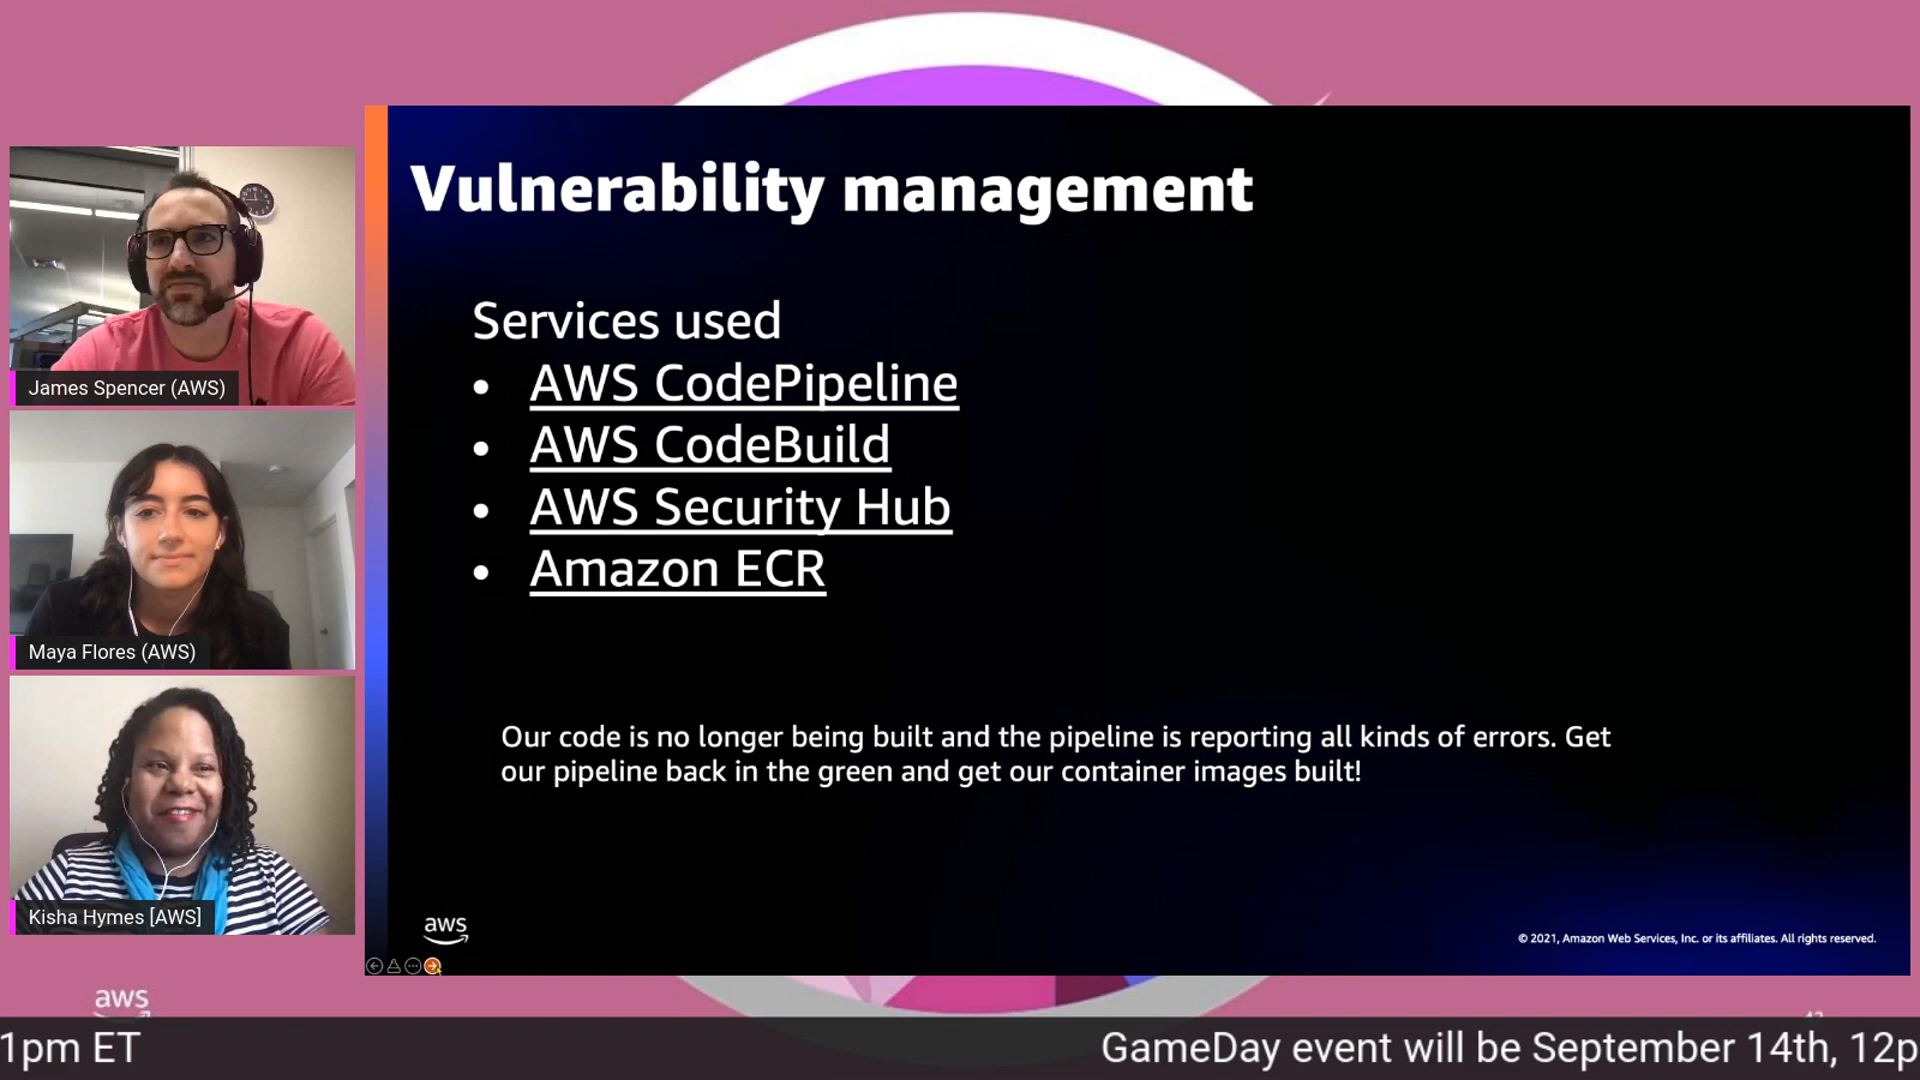 Vulnerability management
Services used
• AWS CodePipeline
• AWS CodeBuild
• AWS Security Hub
• Amazon ECR
Our code is no longer being built and the pipeline is reporting all kinds of errors. Get
our pipeline back in the green and get our container images built!
aws
© 2021, Amazon Web Services, Inc. or its affiliates. All rights reserved.
James Spencer (AWS)
Maya Flores (AWS)
Kisha Hymes [AWS]
aws
1pm ET
GameDay event will be September 14th, 12p